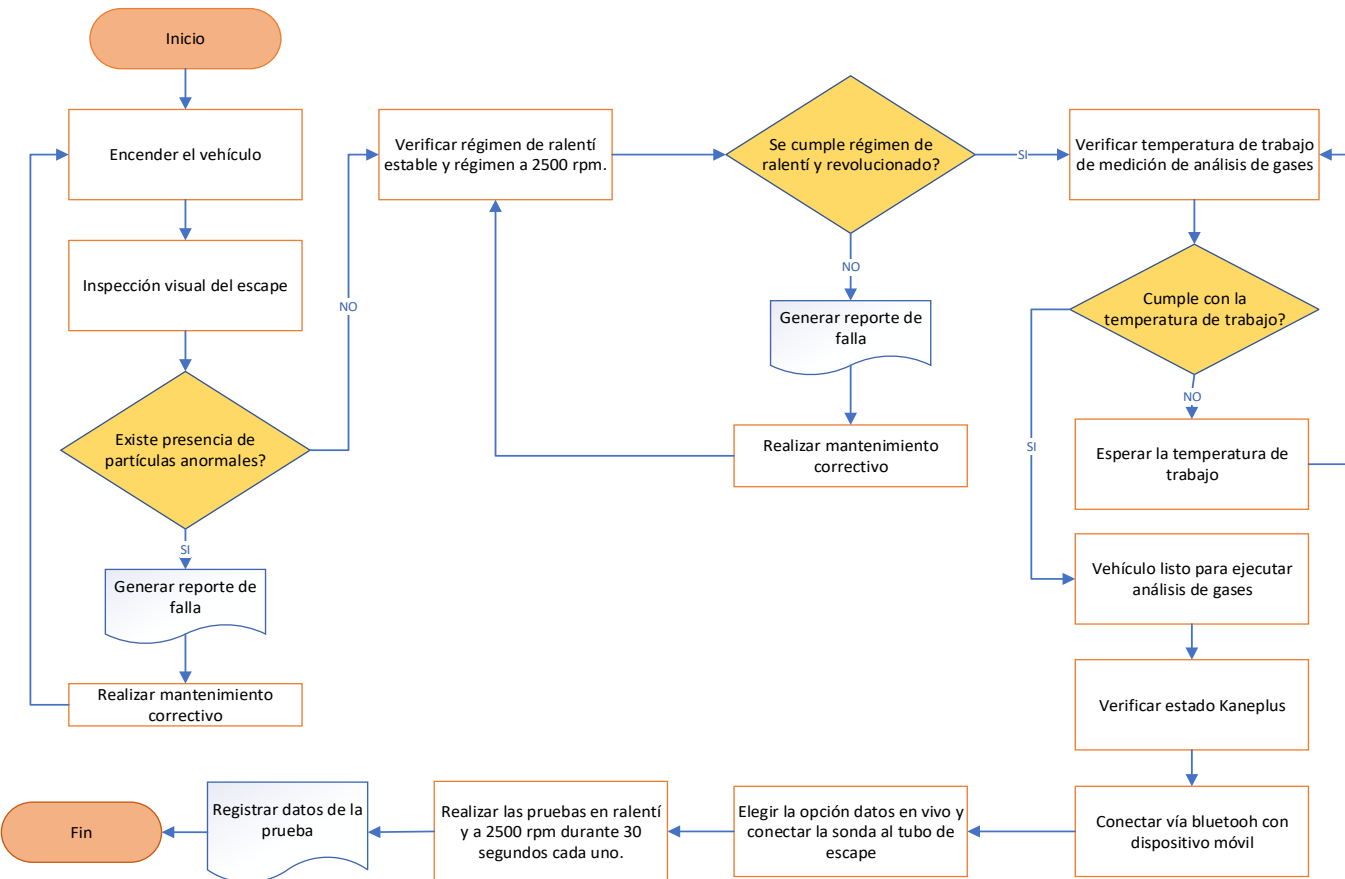 Inicio
Encender el vehículo
Inspección visual del escape
Existe presencia de
partículas anormales?
SI
Generar reporte de
falla
Realizar mantenimiento
correctivo
NO
Verificar régimen de ralentí
estable y régimen a 2500 rpm.
Se cumple régimen de
ralentí y revolucionado?
NO
Generar reporte de
falla
Realizar mantenimiento
correctivo
SI
Verificar temperatura de trabajo
de medición de análisis de gases
Cumple con la
temperatura de trabajo?
NO
Esperar la temperatura de
trabajo
SI
Vehículo listo para ejecutar
análisis de gases
Verificar estado Kaneplus
Conectar vía bluetooh con
dispositivo móvil
Elegir la opción datos en vivo y
conectar la sonda al tubo de
escape
Realizar las pruebas en ralentí
y a 2500 rpm durante 30
segundos cada uno.
Registrar datos de la
prueba
Fin